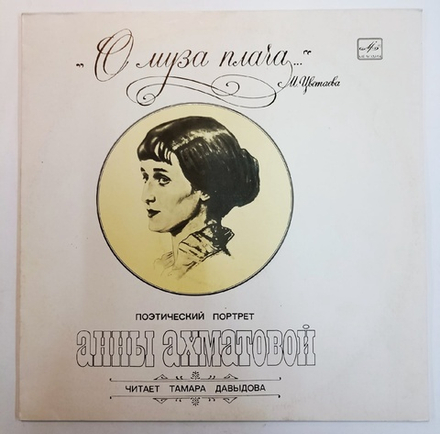 „О муза плача..."
М. Цветаева
ПОЭТИЧЕСКИЙ ПОРТРЕТ
АННЫ АХМАТОВОЙ
ЧИТАЕТ ТАМАРА ДАВЫДОВА